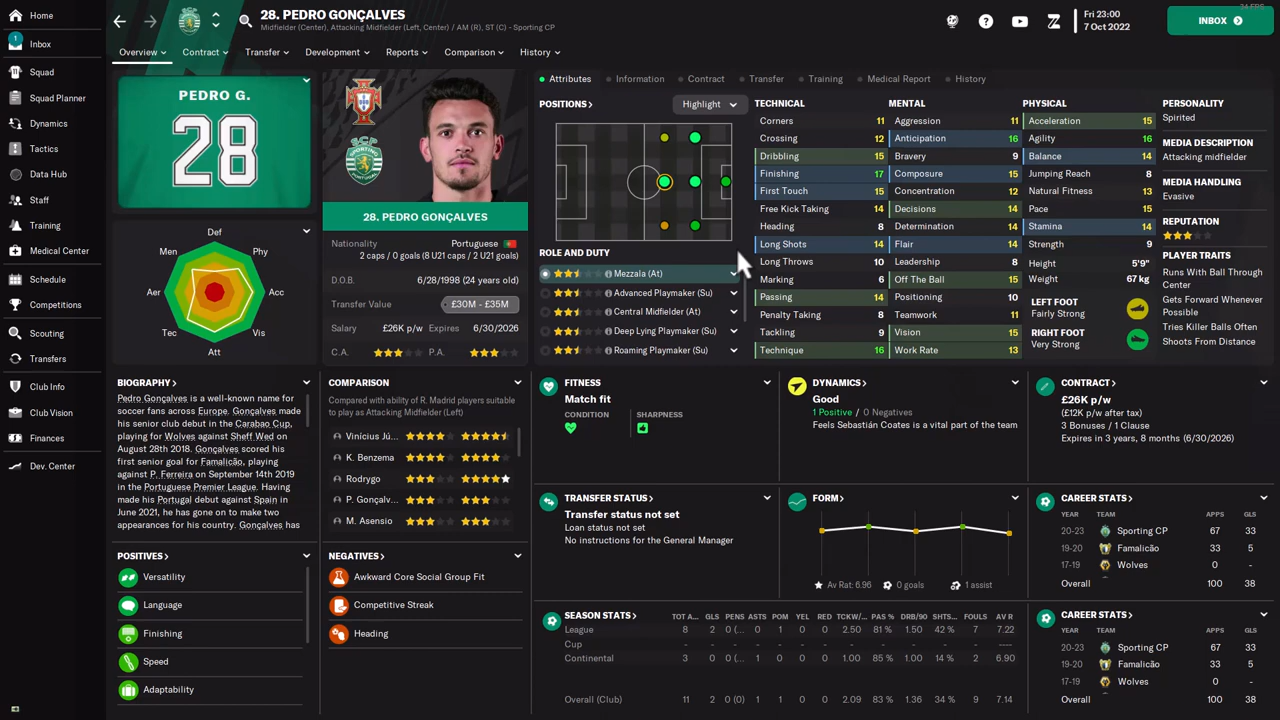 34 FPS
28. PEDRO GONÇALVES
Midfielder (Center), Attacking Midfielder (Left, Center) / AM (R), ST (C) - Sporting CP
Fri 23:00
7 Oct 2022
INBOX
Home
1
Inbox
Squad
Squad Planner
Dynamics
Tactics
Data Hub
Staff
Training
Medical Center
Schedule
Competitions
Scouting
Transfers
Club Info
Club Vision
Finances
Dev. Center
Overview
Contract
Transfer
Development
Reports
Comparison
History
PEDRO G.
28
28. PEDRO GONÇALVES
Nationality Portuguese
2 caps / 0 goals (8 U21 caps / 2 U21 goals)
D.O.B. 6/28/1998 (24 years old)
Transfer Value £30M - £35M
Salary £26K p/w Expires 6/30/2026
C.A. P.A.
Def
Men Phy
Aer Acc
Tec Vis
Att
Attributes
Information
Contract
Transfer
Training
Medical Report
History
POSITIONS>
Highlight
ROLE AND DUTY
Mezzala (At)
Advanced Playmaker (Su)
Central Midfielder (At)
Deep Lying Playmaker (Su)
Roaming Playmaker (Su)
TECHNICAL
Corners 11
Crossing 12
Dribbling 15
Finishing 17
First Touch 15
Free Kick Taking 14
Heading 8
Long Shots 14
Long Throws 10
Marking 6
Passing 14
Penalty Taking 8
Tackling 9
Technique 16
MENTAL
Aggression 11
Anticipation 16
Bravery 9
Composure 15
Concentration 12
Decisions 14
Determination 14
Flair 14
Leadership 8
Off The Ball 15
Positioning 10
Teamwork 11
Vision 15
Work Rate 13
PHYSICAL
Acceleration 15
Agility 16
Balance 14
Jumping Reach 8
Natural Fitness 13
Pace 15
Stamina 14
Strength 9
Height 5'9"
Weight 67 kg
LEFT FOOT
Fairly Strong
RIGHT FOOT
Very Strong
PERSONALITY
Spirited
MEDIA DESCRIPTION
Attacking midfielder
MEDIA HANDLING
Evasive
REPUTATION
PLAYER TRAITS
Runs With Ball Through
Center
Gets Forward Whenever
Possible
Tries Killer Balls Often
Shoots From Distance
BIOGRAPHY>
Pedro Gonçalves is a well-known name for
soccer fans across Europe. Gonçalves made
his senior club debut in the Carabao Cup,
playing for Wolves against Sheff Wed on
August 28th 2018. Gonçalves scored his
first senior goal for Famalicão, playing
against P. Ferreira on September 14th 2019
in the Portuguese Premier League. Having
made his Portugal debut against Spain in
June 2021, he has gone on to make two
appearances for his country. Gonçalves has
COMPARISON
Compared with ability of R. Madrid players suitable
to play as Attacking Midfielder (Left)
Vinícius Jú...
K. Benzema
Rodrygo
P. Gonçalv...
M. Asensio
FITNESS
Match fit
CONDITION
SHARPNESS
DYNAMICS>
Good
1 Positive / 0 Negatives
Feels Sebastián Coates is a vital part of the team
CONTRACT>
£26K p/w
(£12K p/w after tax)
3 Bonuses / 1 Clause
Expires in 3 years, 8 months (6/30/2026)
TRANSFER STATUS>
Transfer status not set
Loan status not set
No instructions for the General Manager
FORM>
Av Rat: 6.96 0 goals 1 assist
CAREER STATS>
YEAR TEAM APPS GLS
20-23 Sporting CP 67 33
19-20 Famalicão 33 5
17-19 Wolves 0 -
Overall 100 38
POSITIVES>
Versatility
Language
Finishing
Speed
Adaptability
NEGATIVES>
Awkward Core Social Group Fit
Competitive Streak
Heading
SEASON STATS> TOT A... GLS PENS ASTS POM YEL RED TCKW/... PAS % DRB/90 SHTS... FOULS AV R
League 8 2 0 (... 0 1 0 0 2.50 81 % 1.50 42 % 7 7.22
Cup - - - - - - - - - - - - ----
Continental 3 0 0 (... 1 0 0 0 1.00 85 % 1.00 14 % 2 6.90
Overall (Club) 11 2 0 (0) 1 1 0 0 2.09 83 % 1.36 34 % 9 7.14
CAREER STATS>
YEAR TEAM APPS GLS
20-23 Sporting CP 67 33
19-20 Famalicão 33 5
17-19 Wolves 0 -
Overall 100 38